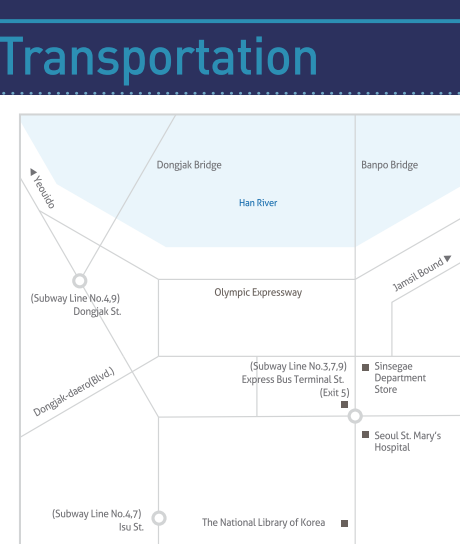 Transportation
Dongjak Bridge
Banpo Bridge
Yeouido
Han River
Jamsil Bound
Olympic Expressway
(Subway Line No.4,9)
Dongjak St.
(Subway Line No.3,7,9)
Express Bus Terminal St.
(Exit 5)
Sinsegae
Department
Store
Dongjak-daero(Blvd.)
Seoul St. Mary's
Hospital
(Subway Line No.4,7)
Isu St.
The National Library of Korea